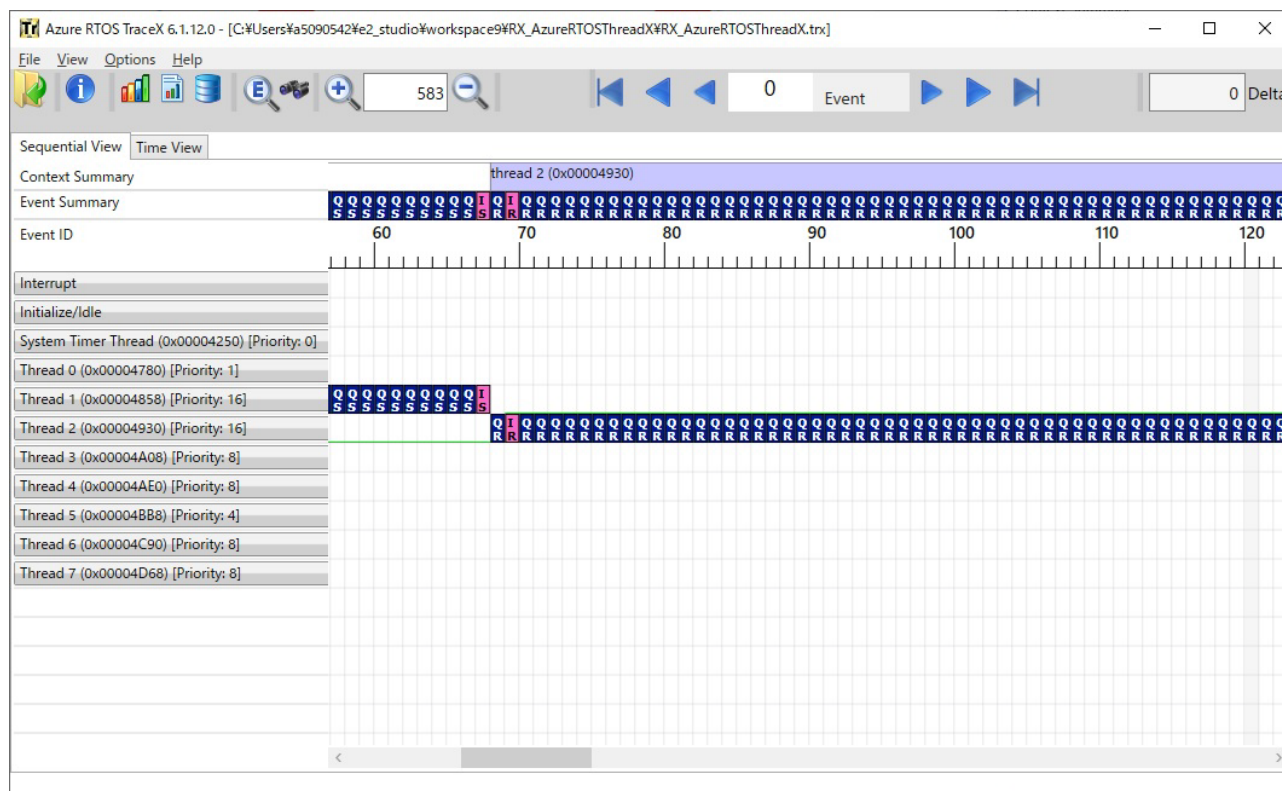 Azure RTOS TraceX 6.1.12.0 - [C:¥Users¥a5090542¥e2_studio¥workspace9¥RX_AzureRTOSThreadX¥RX_AzureRTOSThreadX.trx]
File View Options Help
583 0 Event 0 Delta
Sequential View Time View
Context Summary thread 2 (0x00004930)
Event Summary Q Q Q Q Q Q Q Q Q Q I Q I Q Q Q Q Q Q Q Q Q Q Q Q Q Q Q Q Q Q Q Q Q Q Q Q Q Q Q Q Q Q Q Q Q Q Q Q Q Q Q Q Q Q Q Q Q Q Q Q Q Q Q Q Q
S S S S S S S S S S S R R R R R R R R R R R R R R R R R R R R R R R R R R R R R R R R R R R R R R R R R R R R R R R R R R R R R R R R R R R R
Event ID 60 70 80 90 100 110 120
Interrupt
Initialize/Idle
System Timer Thread (0x00004250) [Priority: 0]
Thread 0 (0x00004780) [Priority: 1]
Thread 1 (0x00004858) [Priority: 16] Q Q Q Q Q Q Q Q Q Q I
S S S S S S S S S S S
Thread 2 (0x00004930) [Priority: 16] Q I Q Q Q Q Q Q Q Q Q Q Q Q Q Q Q Q Q Q Q Q Q Q Q Q Q Q Q Q Q Q Q Q Q Q Q Q Q Q Q Q Q Q Q Q Q Q Q Q Q Q Q Q Q
R R R R R R R R R R R R R R R R R R R R R R R R R R R R R R R R R R R R R R R R R R R R R R R R R R R R R R R
Thread 3 (0x00004A08) [Priority: 8]
Thread 4 (0x00004AE0) [Priority: 8]
Thread 5 (0x00004BB8) [Priority: 4]
Thread 6 (0x00004C90) [Priority: 8]
Thread 7 (0x00004D68) [Priority: 8]